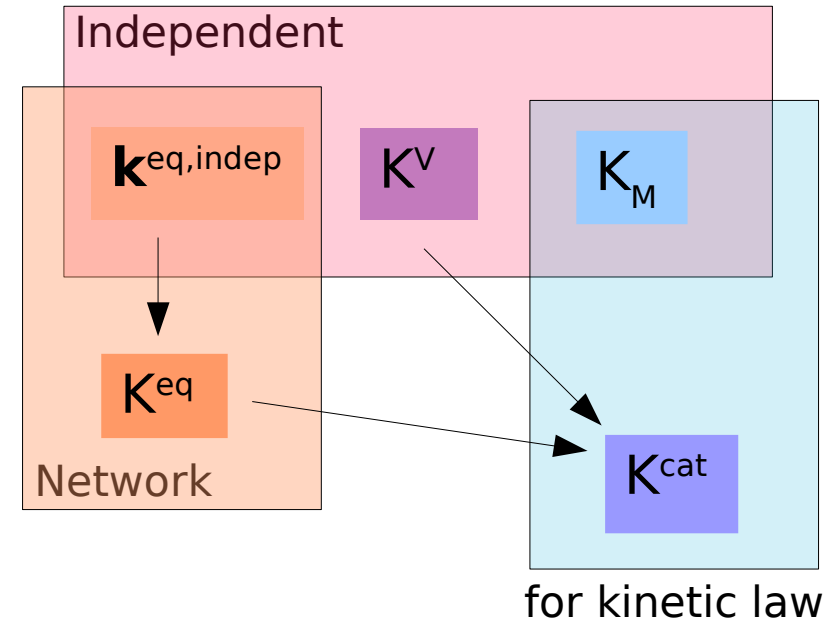 Independent
k^eq,indep K^V K_M
K^eq
K^cat
Network
for kinetic law